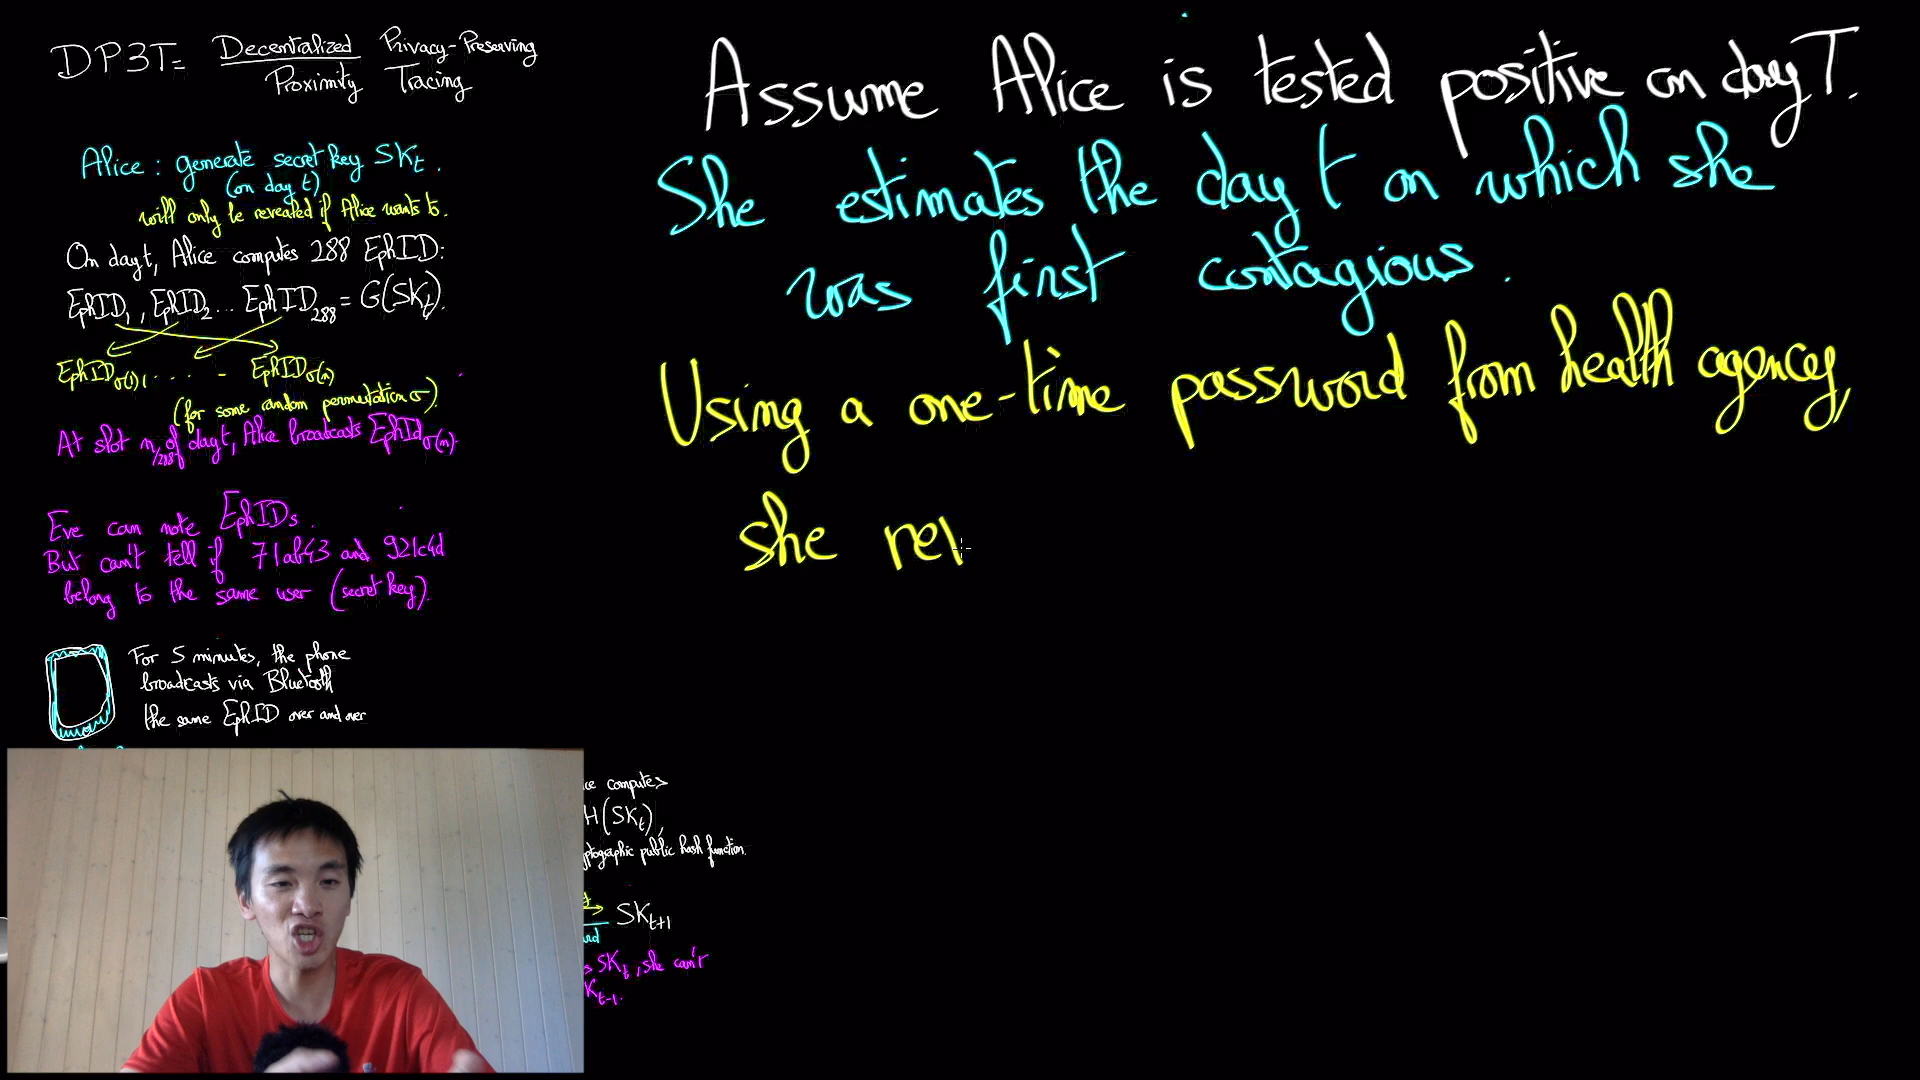 DP3T = Decentralized Privacy-Preserving
Proximity Tracing
Alice : generate secret key SKt.
(on day t)
will only be revealed if Alice wants to.
On day t, Alice computes 288 EphID:
EphID1, EphID2 ... EphID288 = G(SKt).
EphIDσ(1), ... - EphIDσ(n)
(for some random permutation σ).
At slot n/288 of day t, Alice broadcasts EphIdσ(n).
Eve can note EphIDs.
But can't tell if 71ab43 and 921c4d
belong to the same user (secret key).
For 5 minutes, the phone
broadcasts via Bluetooth
the same EphID over and over
computes
H(SKt),
public hash function.
SKt+1
SKt, she can't
Kt-1.
Assume Alice is tested positive on day T.
She estimates the day t on which she
was first contagious.
Using a one-time password from health agency,
she rev